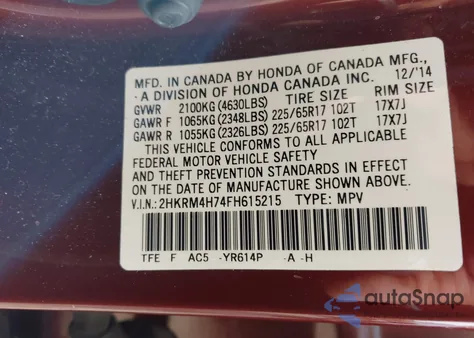 MFD. IN CANADA BY HONDA OF CANADA MFG.,
A DIVISION OF HONDA CANADA INC. 12/'14
GVWR 2100KG (4630LBS) TIRE SIZE RIM SIZE
GAWR F 1065KG (2348LBS) 225/65R17 102T 17X7J
GAWR R 1055KG (2326LBS) 225/65R17 102T 17X7J
THIS VEHICLE CONFORMS TO ALL APPLICABLE
FEDERAL MOTOR VEHICLE SAFETY
AND THEFT PREVENTION STANDARDS IN EFFECT
ON THE DATE OF MANUFACTURE SHOWN ABOVE.
V.I.N.: 2HKRM4H74FH615215 TYPE: MPV
TFE F AC5 -YR614P -A -H
autoSnap